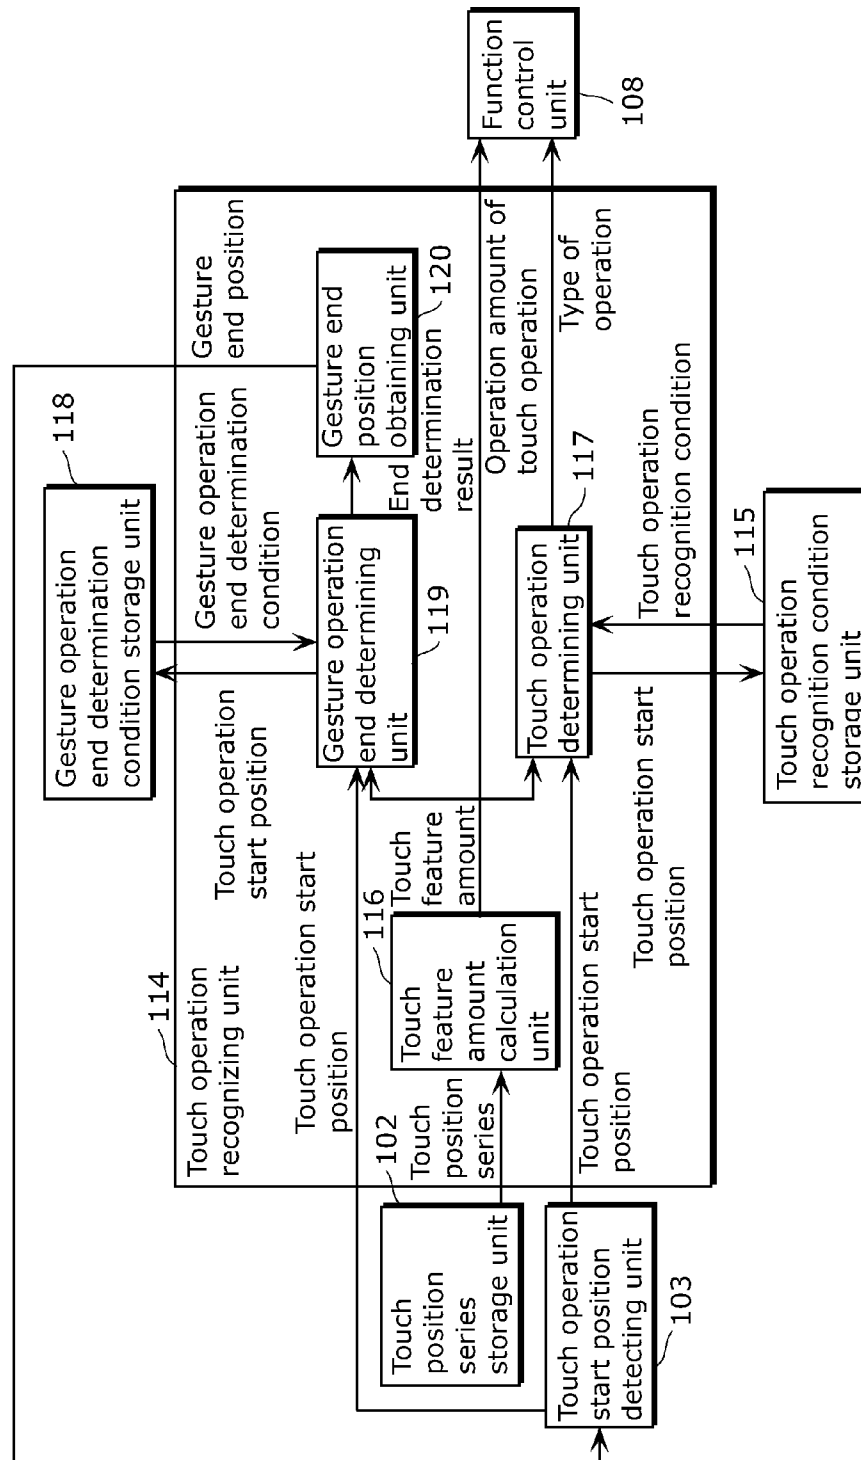 118
Gesture operation
end determination
condition storage unit
Gesture
end position
Gesture operation
end determination
condition
Touch operation
start position
114
Touch operation
recognizing unit
Touch operation start
position
Gesture operation
end determining
unit
119
Gesture end
position
obtaining unit
120
End
determination
result
Touch
feature
amount
116
Touch
feature
amount
calculation
unit
102
Touch
position
series
Touch
position
series
storage unit
Operation amount of
touch operation
Function
control
unit
108
Type of
operation
117
Touch operation
determining unit
Touch operation start
position
Touch operation
start position
detecting unit
103
Touch operation
recognition condition
Touch operation start
position
115
Touch operation
recognition condition
storage unit